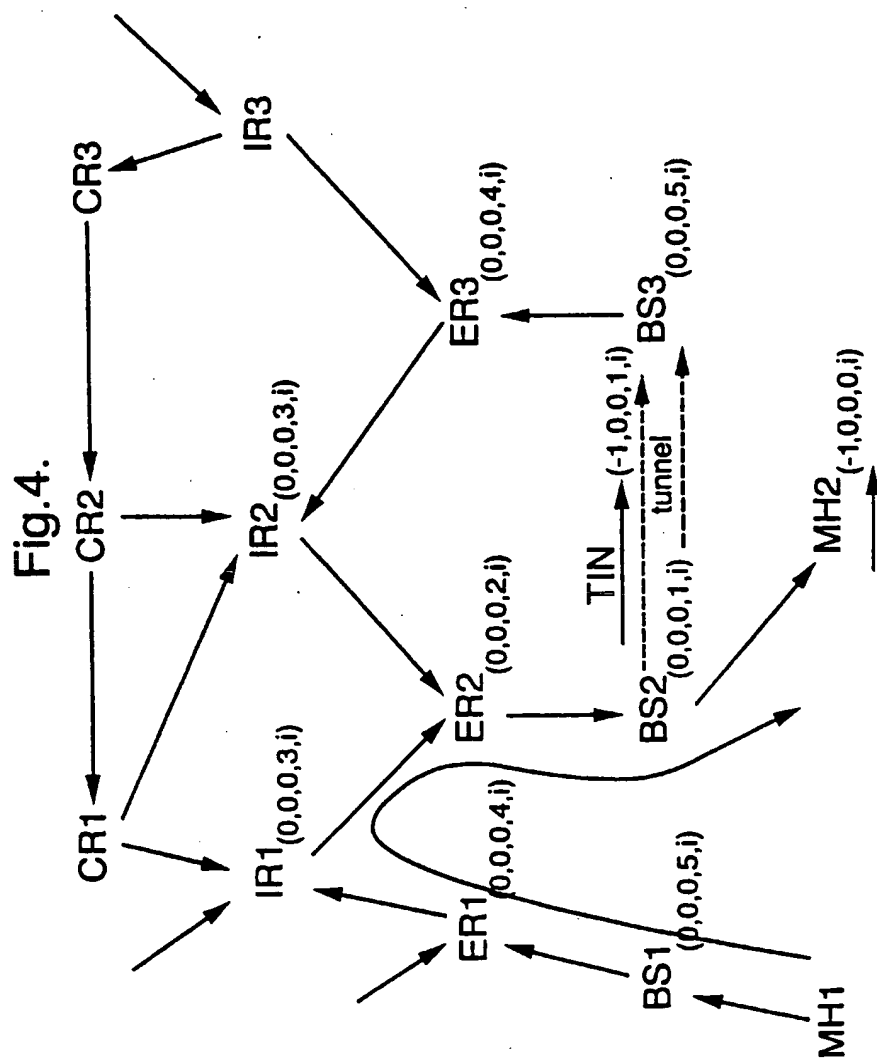 Fig.4.
CR1
CR2
CR3
IR1(0,0,0,3,i)
IR2(0,0,0,3,i)
IR3
ER1(0,0,0,4,i)
ER2(0,0,0,2,i)
ER3(0,0,0,4,i)
TIN
(-1,0,0,1,i)
tunnel
BS1(0,0,0,5,i)
BS2(0,0,0,1,i)
BS3(0,0,0,5,i)
MH1
MH2(-1,0,0,0,i)